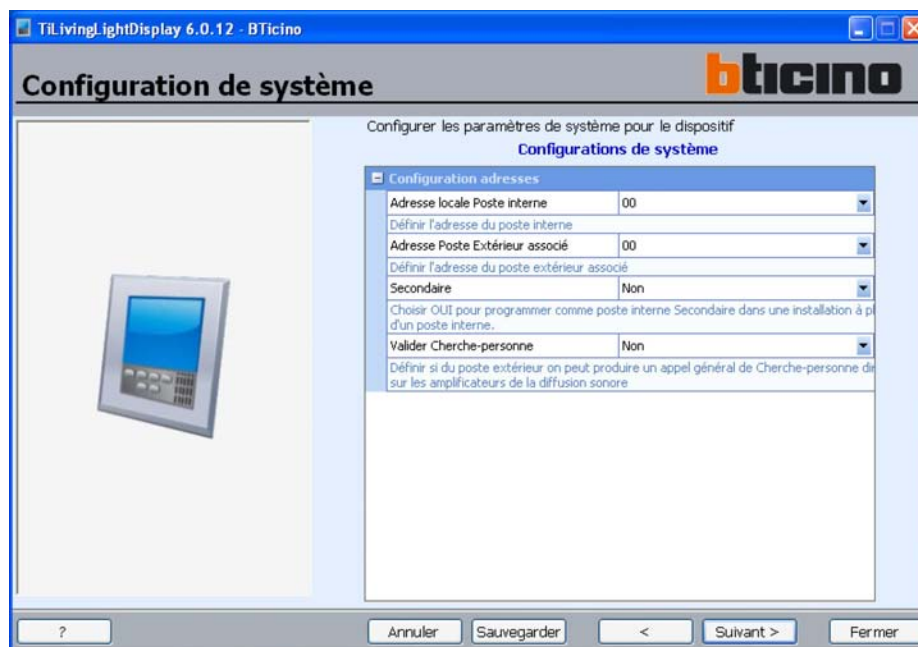 TiLivingLightDisplay 6.0.12 - BTicino
Configuration de système
bticino
Configurer les paramètres de système pour le dispositif
Configurations de système
Configuration adresses
Adresse locale Poste interne 00
Définir l'adresse du poste interne
Adresse Poste Extérieur associé 00
Définir l'adresse du poste extérieur associé
Secondaire Non
Choisir OUI pour programmer comme poste interne Secondaire dans une installation à pl
d'un poste interne.
Valider Cherche-personne Non
Définir si du poste extérieur on peut produire un appel général de Cherche-personne dir
sur les amplificateurs de la diffusion sonore
? Annuler Sauvegarder < Suivant > Fermer